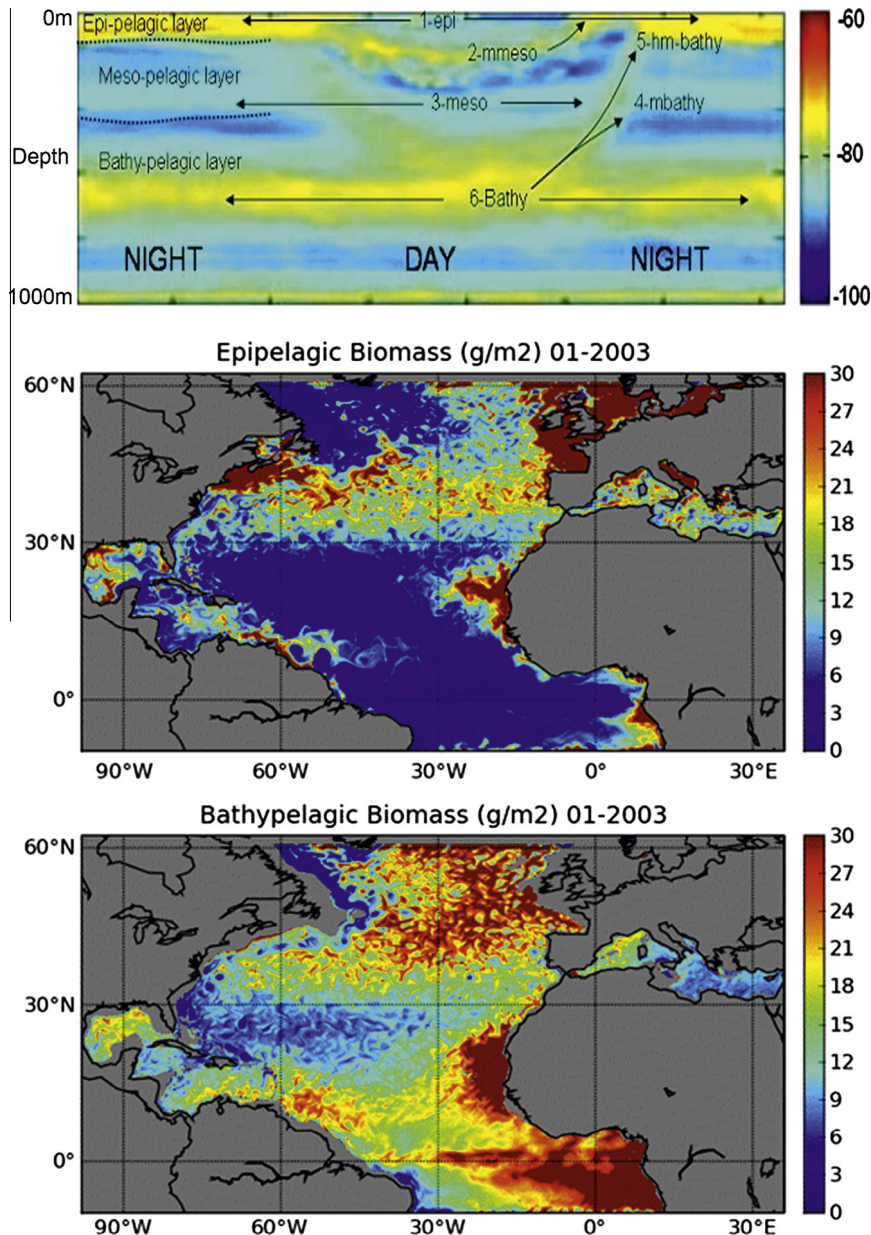 0m
Epi-pelagic layer
1-epi
2-mmeso
5-hm-bathy
Meso-pelagic layer
3-meso
4-mbathy
Depth
Bathy-pelagic layer
6-Bathy
NIGHT DAY NIGHT
1000m
-60
-80
-100
Epipelagic Biomass (g/m2) 01-2003
60°N
30°N
0°
90°W 60°W 30°W 0° 30°E
30
27
24
21
18
15
12
9
6
3
0
Bathypelagic Biomass (g/m2) 01-2003
60°N
30°N
0°
90°W 60°W 30°W 0° 30°E
30
27
24
21
18
15
12
9
6
3
0